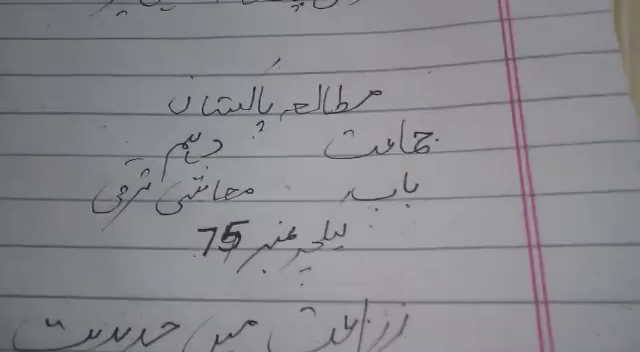 مطالعہ پاکستان
جماعت دہم
باب معاشی ترقی
لیکچر نمبر 75
زراعت میں جدیدیت